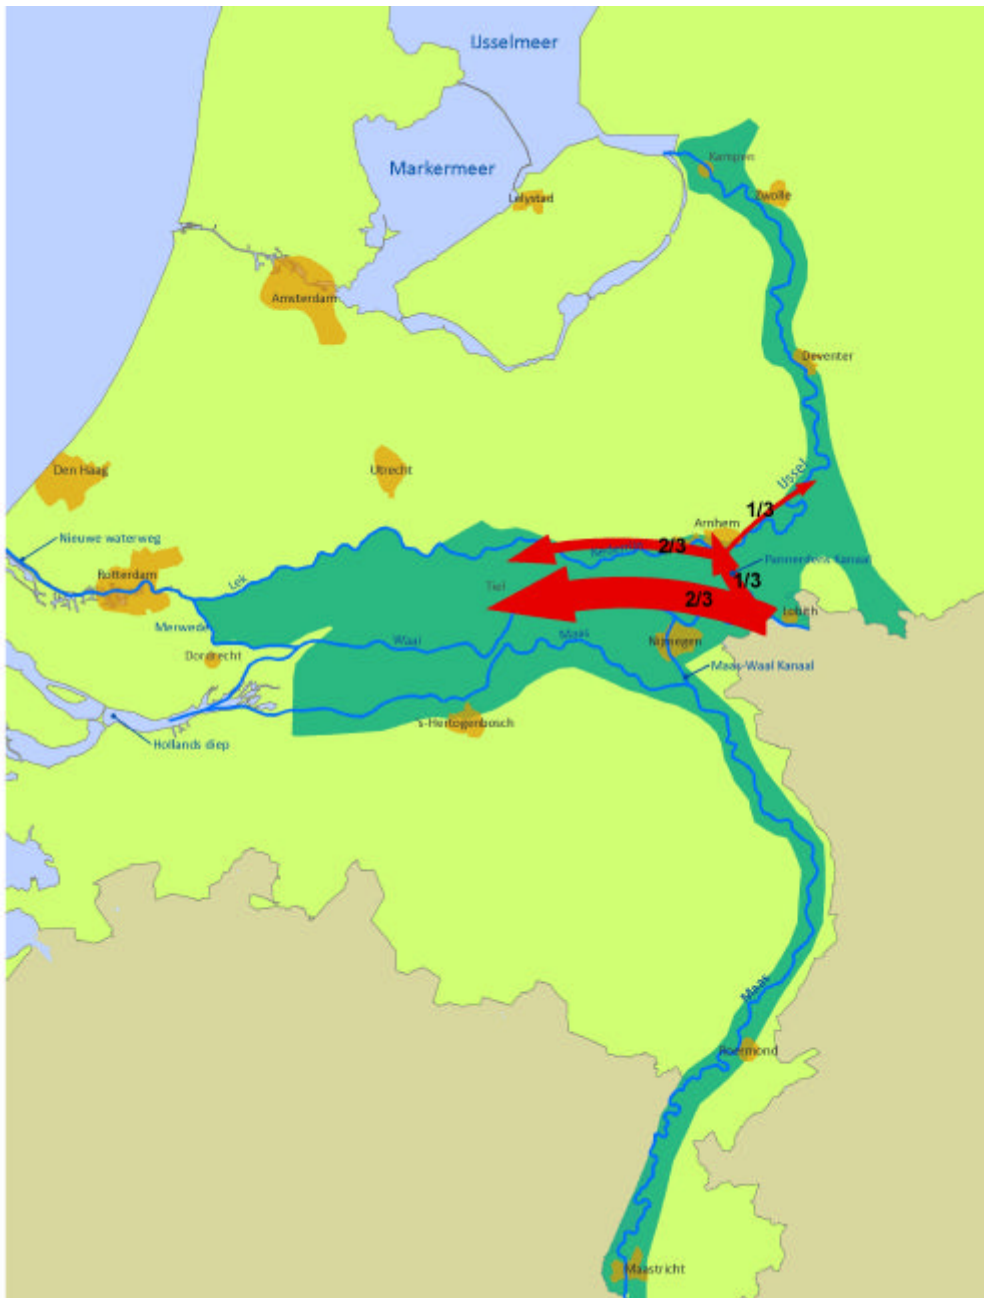 IJsselmeer
Markermeer
Kampen
Lelystad
Zwolle
Amsterdam
Deventer
Den Haag
Utrecht
IJssel
1/3
Arnhem
Nieuwe waterweg
2/3
Pannerdens Kanaal
Rotterdam
Lek
Tiel
1/3
2/3
Lobith
Merwede
Waal
Maas
Nijmegen
Dordrecht
Maas-Waal Kanaal
's-Hertogenbosch
Hollands diep
Maas
Roermond
Maastricht